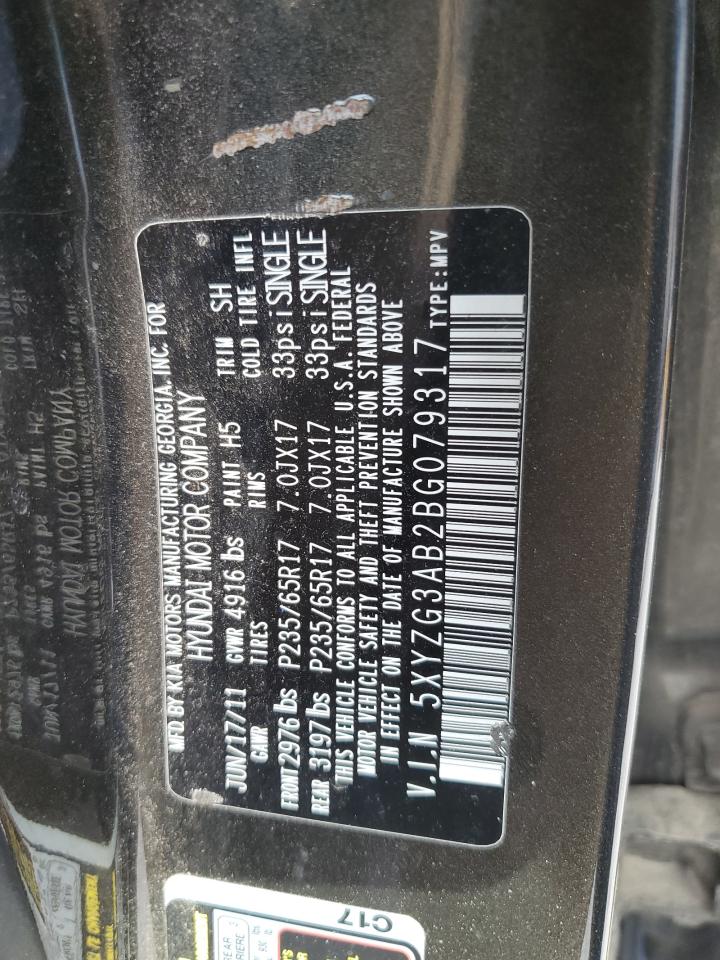 MFD BY KIA MOTORS MANUFACTURING GEORGIA, INC. FOR
HYUNDAI MOTOR COMPANY
JUN/17/11 GVWR 4916 lbs PAINT H5 TRIM SH
GAWR TIRES RIMS COLD TIRE INFL
FRONT 2976 lbs P235/65R17 7.0JX17 33psi SINGLE
REAR 3197 lbs P235/65R17 7.0JX17 33psi SINGLE
THIS VEHICLE CONFORMS TO ALL APPLICABLE U.S.A. FEDERAL
MOTOR VEHICLE SAFETY AND THEFT PREVENTION STANDARDS
IN EFFECT ON THE DATE OF MANUFACTURE SHOWN ABOVE
V.I.N 5XYZG3AB2BG079317 TYPE:MPV
C17
REAR 3